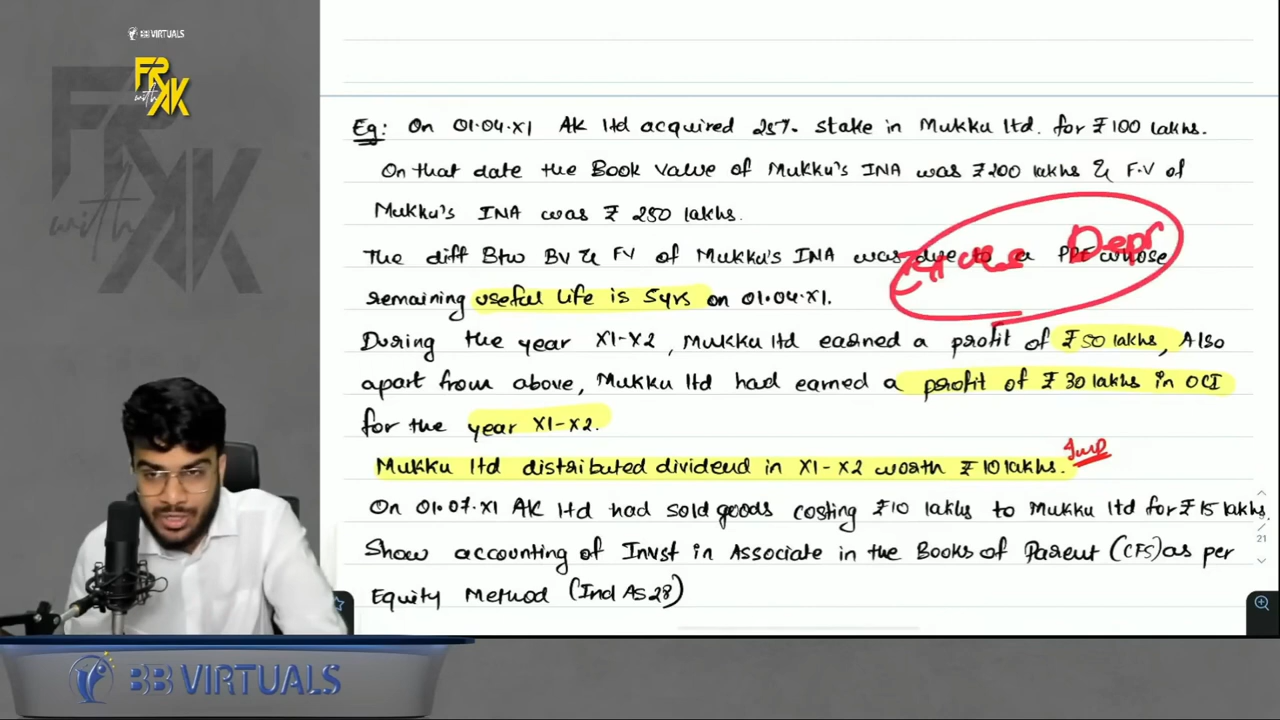 BB VIRTUALS
FR
with AK
Eg: On 01.04.X1 AK ltd acquired 25% stake in Mukku ltd. for ₹100 lakhs.
On that date the Book value of Mukku's INA was ₹200 lakhs & F.V of
Mukku's INA was ₹ 250 lakhs.
The diff Btw BV & FV of Mukku's INA was due to a PPE whose
Depr
remaining useful life is 5yrs on 01.04.X1.
During the year X1-X2, Mukku ltd earned a profit of ₹50 lakhs, Also
apart from above, Mukku ltd had earned a profit of ₹ 30 lakhs in OCI
for the year X1-X2.
Mukku ltd distributed dividend in X1-X2 worth ₹10 lakhs. Imp
On 01.07.X1 AK ltd had sold goods costing ₹10 lakhs to Mukku ltd for ₹15 lakhs.
Show accounting of Invst in Associate in the Books of Parent (CFS) as per
21
Equity Method (Ind AS 28)
BB VIRTUALS